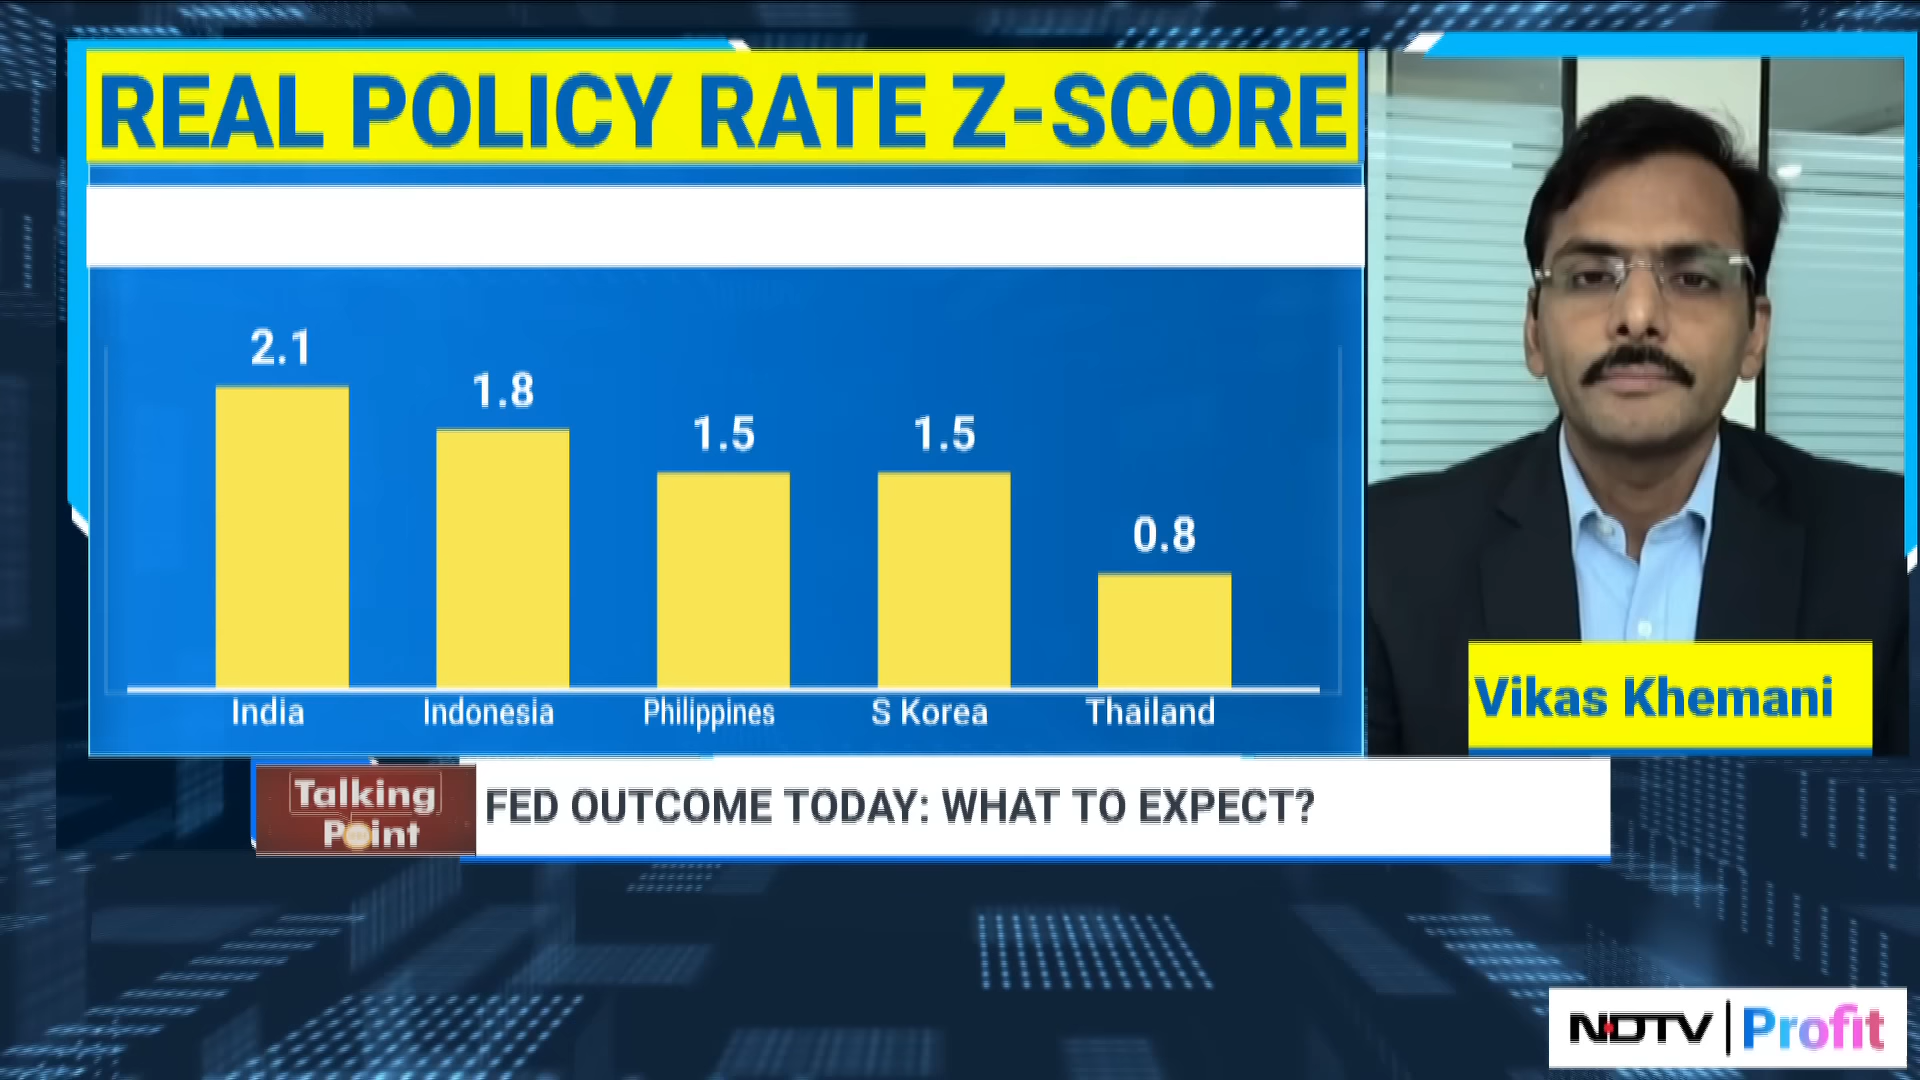 REAL POLICY RATE Z-SCORE
2.1
1.8
1.5
1.5
0.8
India
Indonesia
Philippines
S Korea
Thailand
Vikas Khemani
Talking
Point
FED OUTCOME TODAY: WHAT TO EXPECT?
NDTV Profit